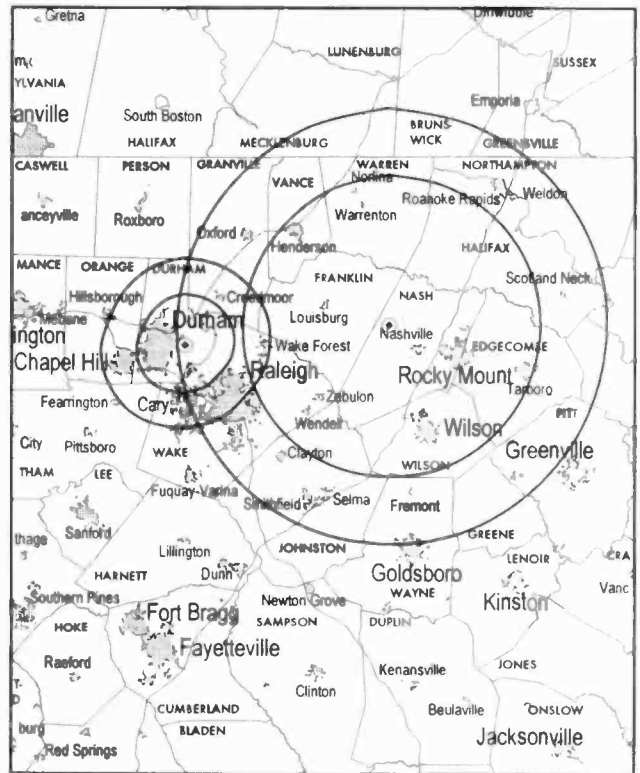 Gretna
Dinwiddie
LUNENBURG
SUSSEX
YLVANIA
anville
South Boston
Emporia
BRUNS-
WICK
HALIFAX
MECKLENBURG
GREENSVILLE
CASWELL
PERSON
GRANVILLE
WARREN
NORTHAMPTON
VANCE
Norlina
anceyville
Roxboro
Warrenton
Roanoke Rapids
Weldon
Oxford
Henderson
HALIFAX
MANCE
ORANGE
DURHAM
FRANKLIN
Scotland Neck
Hillsborough
Creedmoor
NASH
Mebane
Durham
Louisburg
ington
Nashville
Chapel Hill
Wake Forest
EDGECOMBE
Raleigh
Rocky Mount
Tarboro
Fearrington
Cary
Zebulon
PITT
Wendell
Wilson
City
Pittsboro
WAKE
Greenville
THAM
LEE
Clayton
WILSON
Fuquay-Varina
Smithfield
Selma
Fremont
Sanford
GREENE
thage
Lillington
JOHNSTON
LENOIR
CRA
HARNETT
Dunn
Goldsboro
Vanc
WAYNE
Kinston
Southern Pines
Newton Grove
Fort Bragg
SAMPSON
DUPLIN
HOKE
Fayetteville
Raeford
Kenansville
JONES
Clinton
CUMBERLAND
Beulaville
ONSLOW
burg
BLADEN
Red Springs
Jacksonville